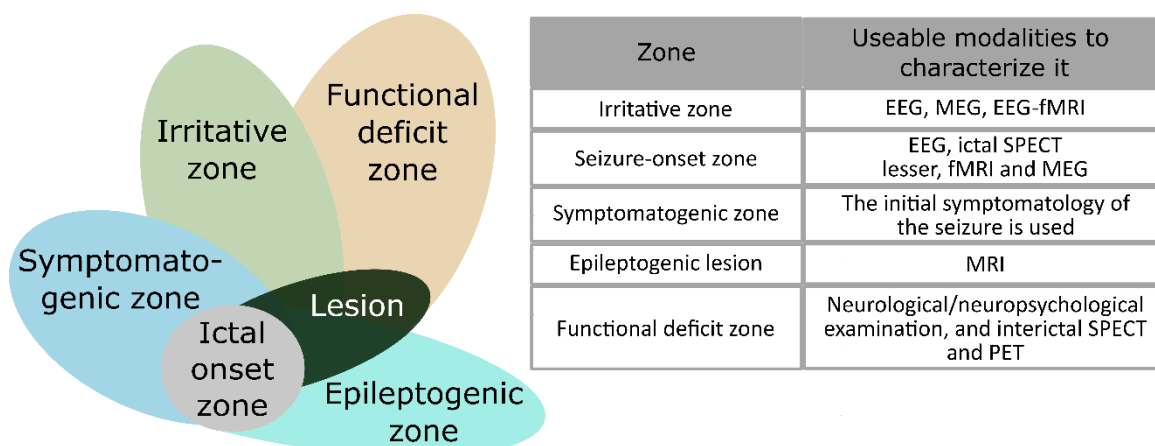 Irritative
zone
Functional
deficit
zone
Symptomato-
genic zone
Lesion
Ictal
onset
zone
Epileptogenic
zone
Zone
Useable modalities to
characterize it
Irritative zone
EEG, MEG, EEG-fMRI
Seizure-onset zone
EEG, ictal SPECT
lesser, fMRI and MEG
Symptomatogenic zone
The initial symptomatology of
the seizure is used
Epileptogenic lesion
MRI
Functional deficit zone
Neurological/neuropsychological
examination, and interictal SPECT
and PET